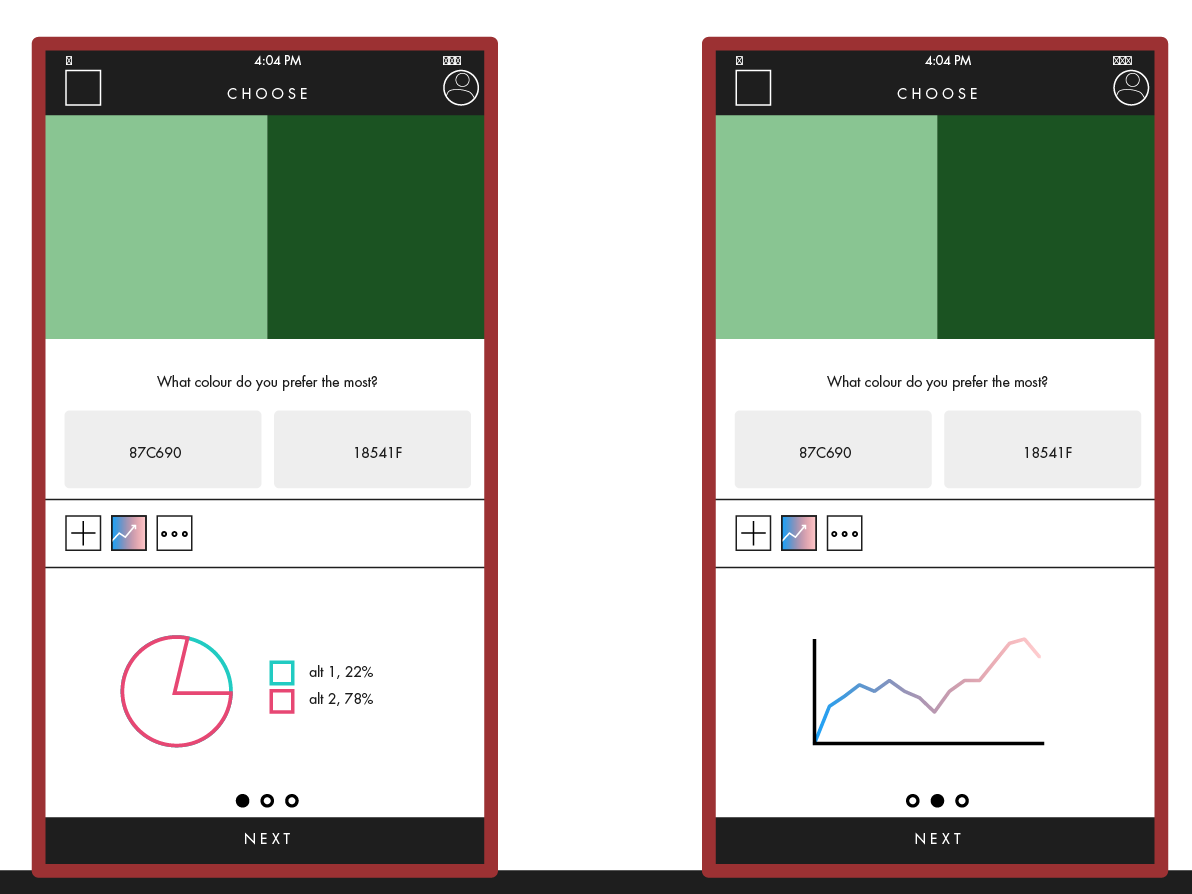 4:04 PM
CHOOSE
What colour do you prefer the most?
87C690
18541F
alt 1, 22%
alt 2, 78%
NEXT
4:04 PM
CHOOSE
What colour do you prefer the most?
87C690
18541F
NEXT